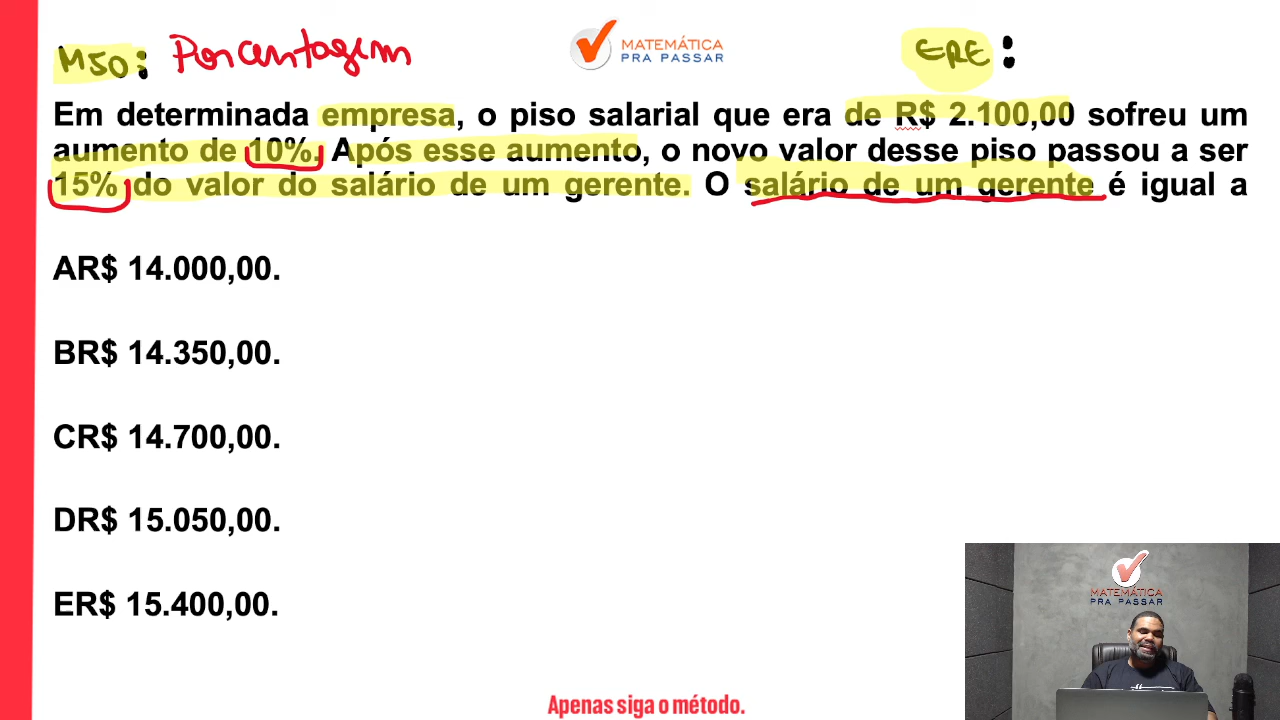 M50: Porcentagem
MATEMÁTICA
PRA PASSAR
ERE:
Em determinada empresa, o piso salarial que era de R$ 2.100,00 sofreu um
aumento de 10%. Após esse aumento, o novo valor desse piso passou a ser
15% do valor do salário de um gerente. O salário de um gerente é igual a
AR$ 14.000,00.
BR$ 14.350,00.
CR$ 14.700,00.
DR$ 15.050,00.
ER$ 15.400,00.
MATEMÁTICA
PRA PASSAR
Apenas siga o método.